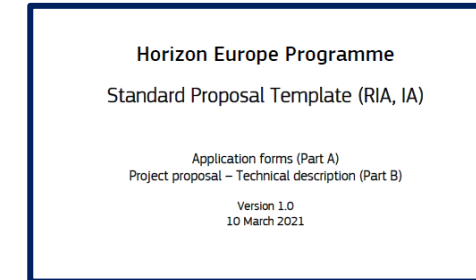 Horizon Europe Programme
Standard Proposal Template (RIA, IA)
Application forms (Part A)
Project proposal – Technical description (Part B)
Version 1.0
10 March 2021